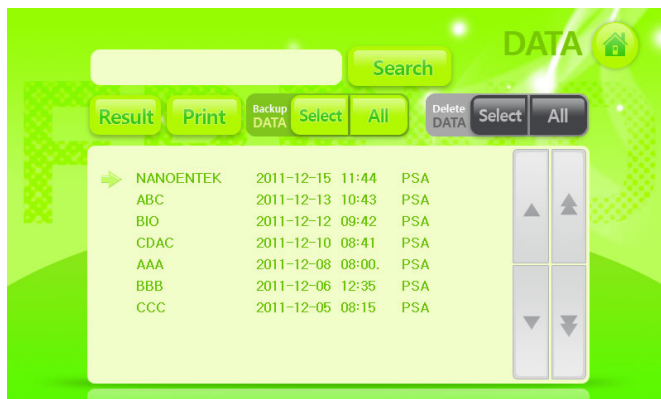 DATA
Search
Result Print Backup DATA Select All Delete DATA Select All
NANOENTEK 2011-12-15 11:44 PSA
ABC 2011-12-13 10:43 PSA
BIO 2011-12-12 09:42 PSA
CDAC 2011-12-10 08:41 PSA
AAA 2011-12-08 08:00. PSA
BBB 2011-12-06 12:35 PSA
CCC 2011-12-05 08:15 PSA